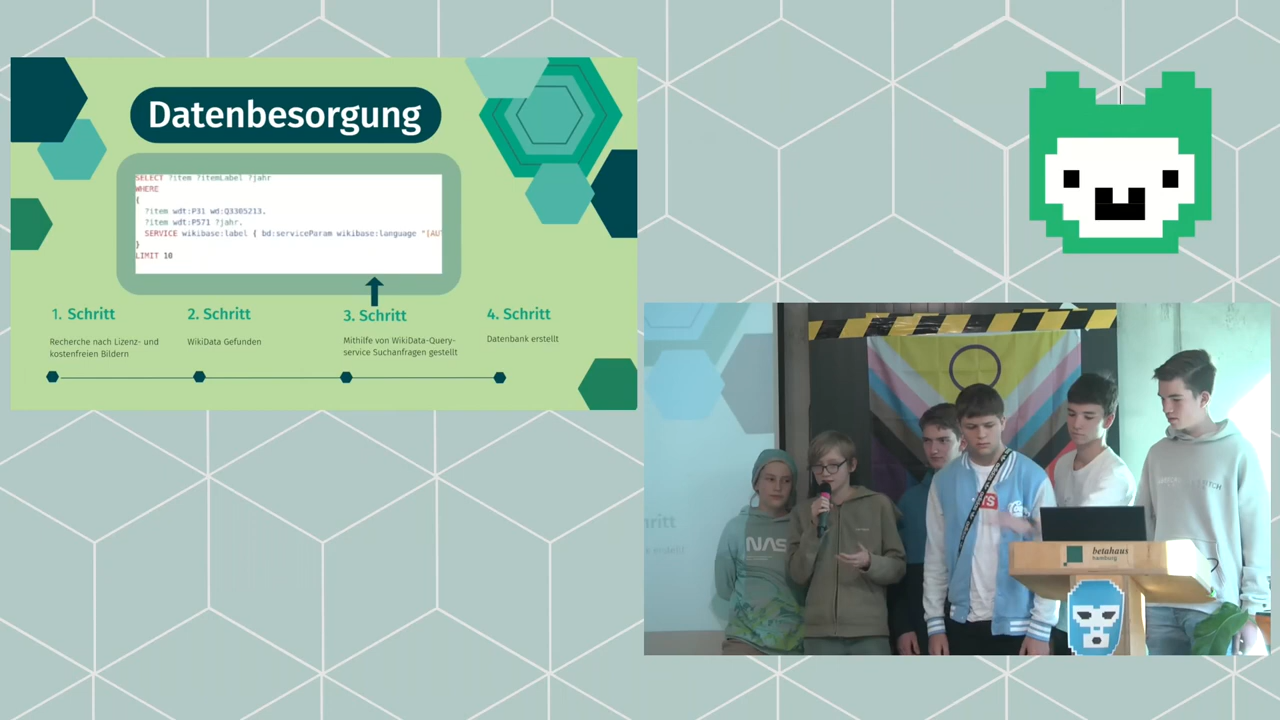 Datenbesorgung
SELECT ?item ?itemLabel ?jahr
WHERE
{
?item wdt:P31 wd:Q3305213.
?item wdt:P571 ?jahr.
SERVICE wikibase:label { bd:serviceParam wikibase:language "[AU
}
LIMIT 10
1. Schritt
Recherche nach Lizenz- und
kostenfreien Bildern
2. Schritt
WikiData Gefunden
3. Schritt
Mithilfe von WikiData-Query-
service Suchanfragen gestellt
4. Schritt
Datenbank erstellt
NAS
betahaus
hamburg